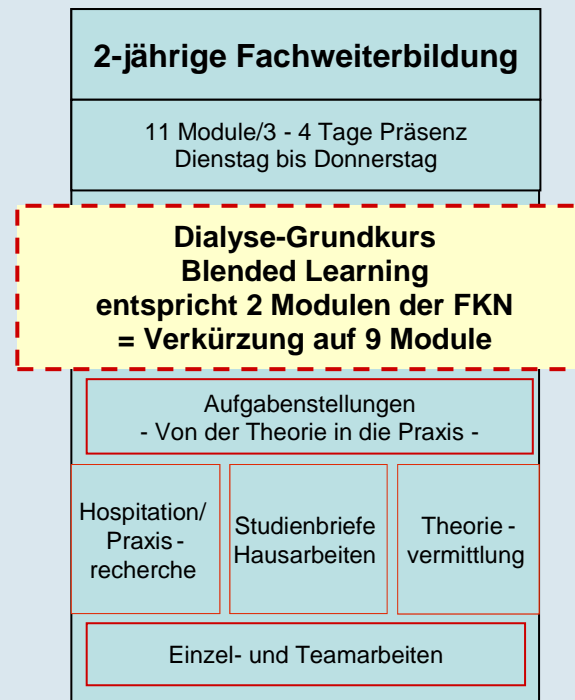 2-jährige Fachweiterbildung
11 Module/3 - 4 Tage Präsenz
Dienstag bis Donnerstag
Dialyse-Grundkurs
Blended Learning
entspricht 2 Modulen der FKN
= Verkürzung auf 9 Module
Aufgabenstellungen
- Von der Theorie in die Praxis -
Hospitation/
Praxis -
recherche
Studienbriefe
Hausarbeiten
Theorie -
vermittlung
Einzel- und Teamarbeiten